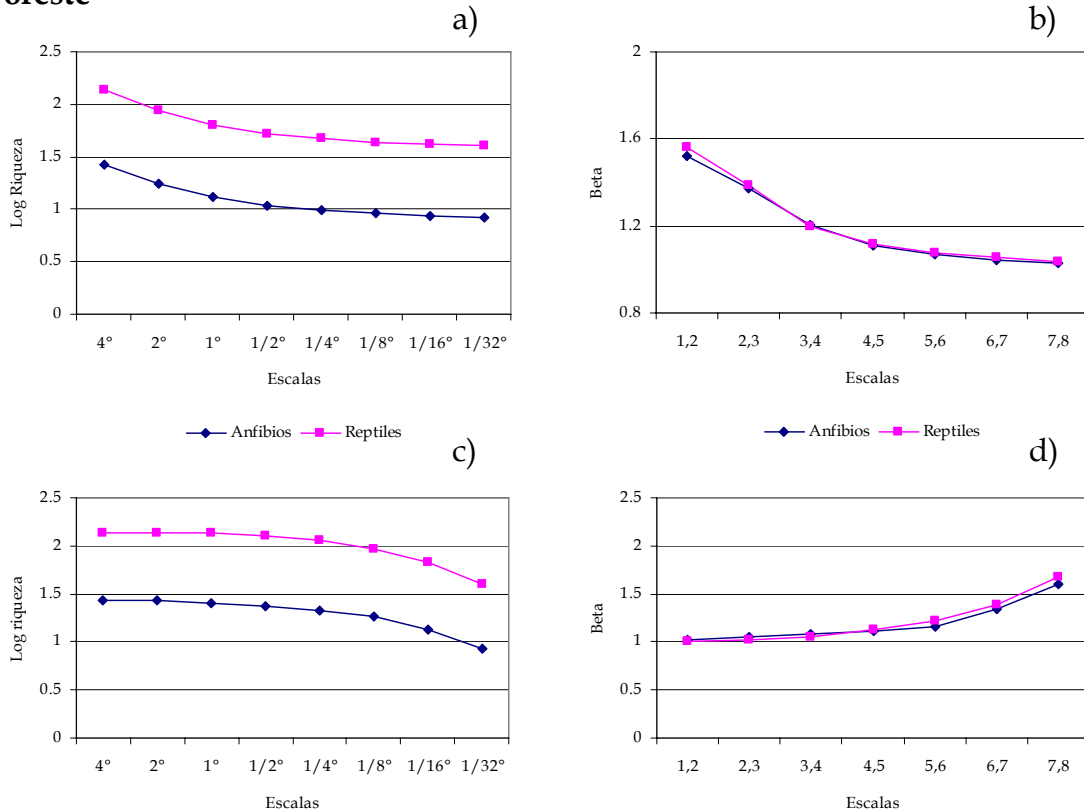 oreste
a)
2.5
2
1.5
1
0.5
0
Log Riqueza
4° 2° 1° 1/2° 1/4° 1/8° 1/16° 1/32°
Escalas
Anfibios Reptiles
b)
2
1.6
1.2
0.8
Beta
1,2 2,3 3,4 4,5 5,6 6,7 7,8
Escalas
Anfibios Reptiles
c)
2.5
2
1.5
1
0.5
0
Log riqueza
4° 2° 1° 1/2° 1/4° 1/8° 1/16° 1/32°
Escalas
d)
2.5
2
1.5
1
0.5
0
Beta
1,2 2,3 3,4 4,5 5,6 6,7 7,8
Escalas